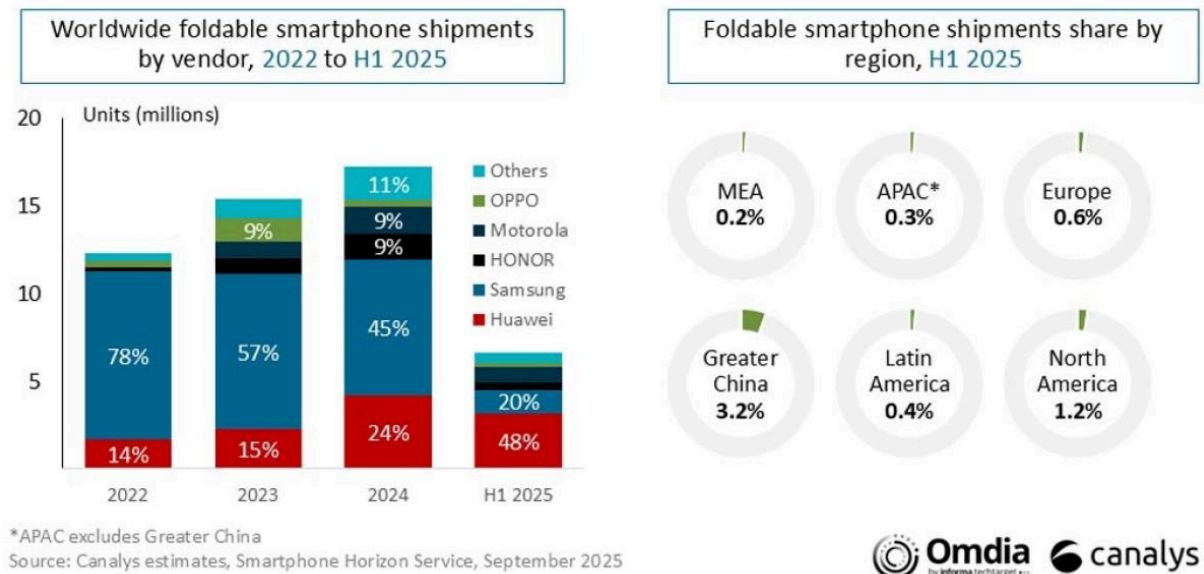 Worldwide foldable smartphone shipments
by vendor, 2022 to H1 2025
Units (millions)
20
15
10
5
78%
14%
9%
57%
15%
11%
9%
9%
45%
24%
20%
48%
2022
2023
2024
H1 2025
Others
OPPO
Motorola
HONOR
Samsung
Huawei
Foldable smartphone shipments share by
region, H1 2025
MEA
0.2%
APAC*
0.3%
Europe
0.6%
Greater
China
3.2%
Latin
America
0.4%
North
America
1.2%
*APAC excludes Greater China
Source: Canalys estimates, Smartphone Horizon Service, September 2025
Omdia
by informa techtarget
canalys